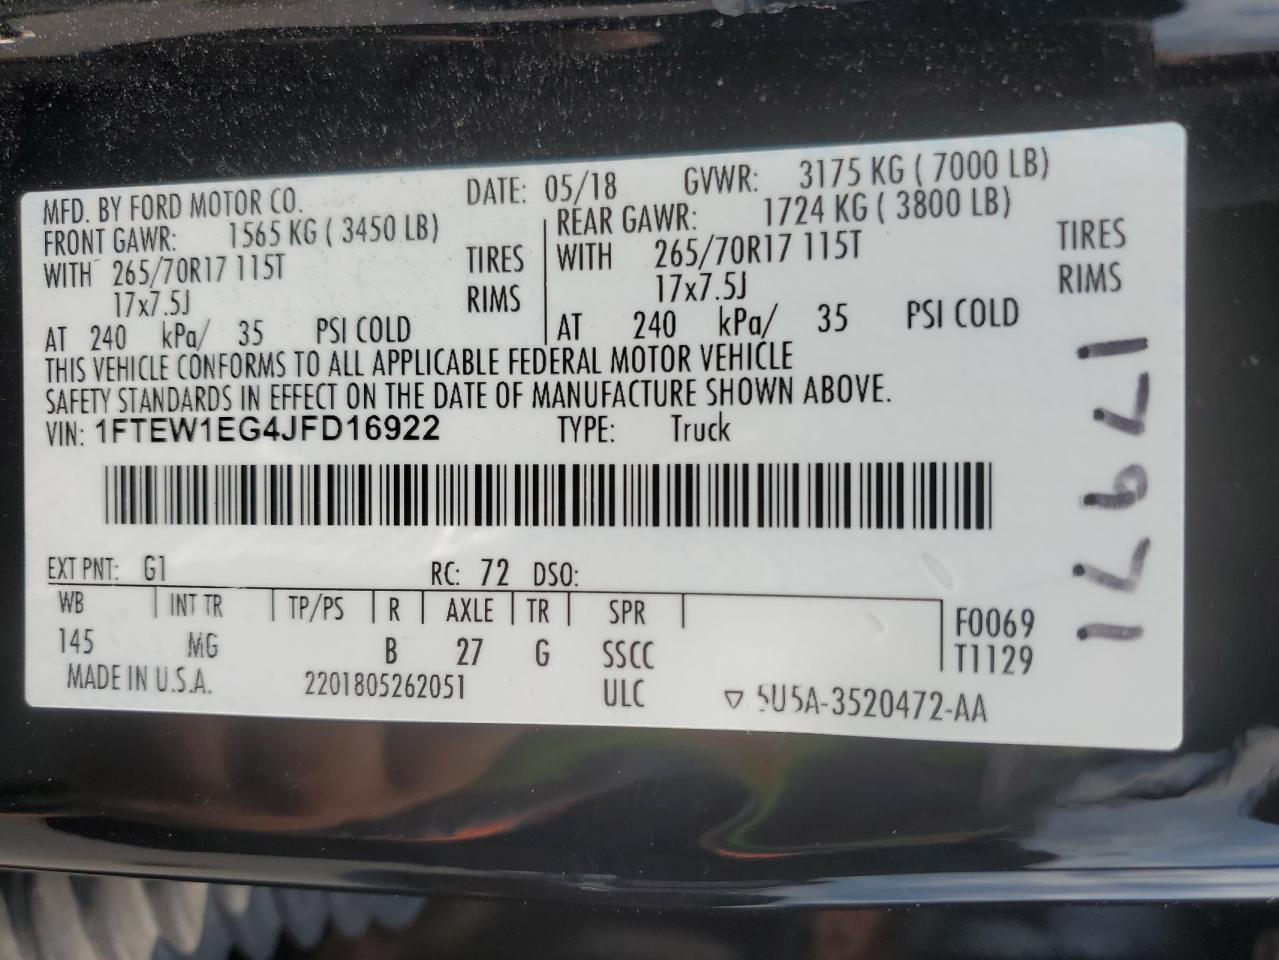 MFD. BY FORD MOTOR CO. DATE: 05/18 GVWR: 3175 KG ( 7000 LB)
FRONT GAWR: 1565 KG ( 3450 LB) REAR GAWR: 1724 KG ( 3800 LB)
WITH 265/70R17 115T TIRES WITH 265/70R17 115T TIRES
17x7.5J RIMS 17x7.5J RIMS
AT 240 kPa/ 35 PSI COLD AT 240 kPa/ 35 PSI COLD
THIS VEHICLE CONFORMS TO ALL APPLICABLE FEDERAL MOTOR VEHICLE
SAFETY STANDARDS IN EFFECT ON THE DATE OF MANUFACTURE SHOWN ABOVE.
VIN: 1FTEW1EG4JFD16922 TYPE: Truck
EXT PNT: G1 RC: 72 DSO:
WB INT TR TP/PS R AXLE TR SPR F0069
145 MG B 27 G SSCC T1129
MADE IN U.S.A. 2201805262051 ULC ▽ 5U5A-3520472-AA